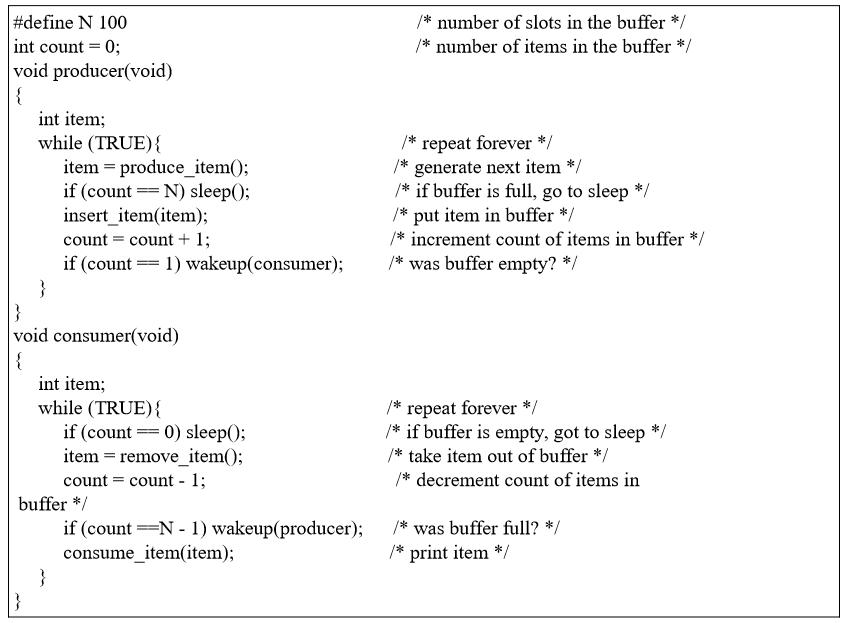 #define N 100 /* number of slots in the buffer */
int count = 0; /* number of items in the buffer */
void producer(void)
{
int item;
while (TRUE){ /* repeat forever */
item = produce_item(); /* generate next item */
if (count == N) sleep(); /* if buffer is full, go to sleep */
insert_item(item); /* put item in buffer */
count = count + 1; /* increment count of items in buffer */
if (count == 1) wakeup(consumer); /* was buffer empty? */
}
}
void consumer(void)
{
int item;
while (TRUE){ /* repeat forever */
if (count == 0) sleep(); /* if buffer is empty, got to sleep */
item = remove_item(); /* take item out of buffer */
count = count - 1; /* decrement count of items in
buffer */
if (count ==N - 1) wakeup(producer); /* was buffer full? */
consume_item(item); /* print item */
}
}